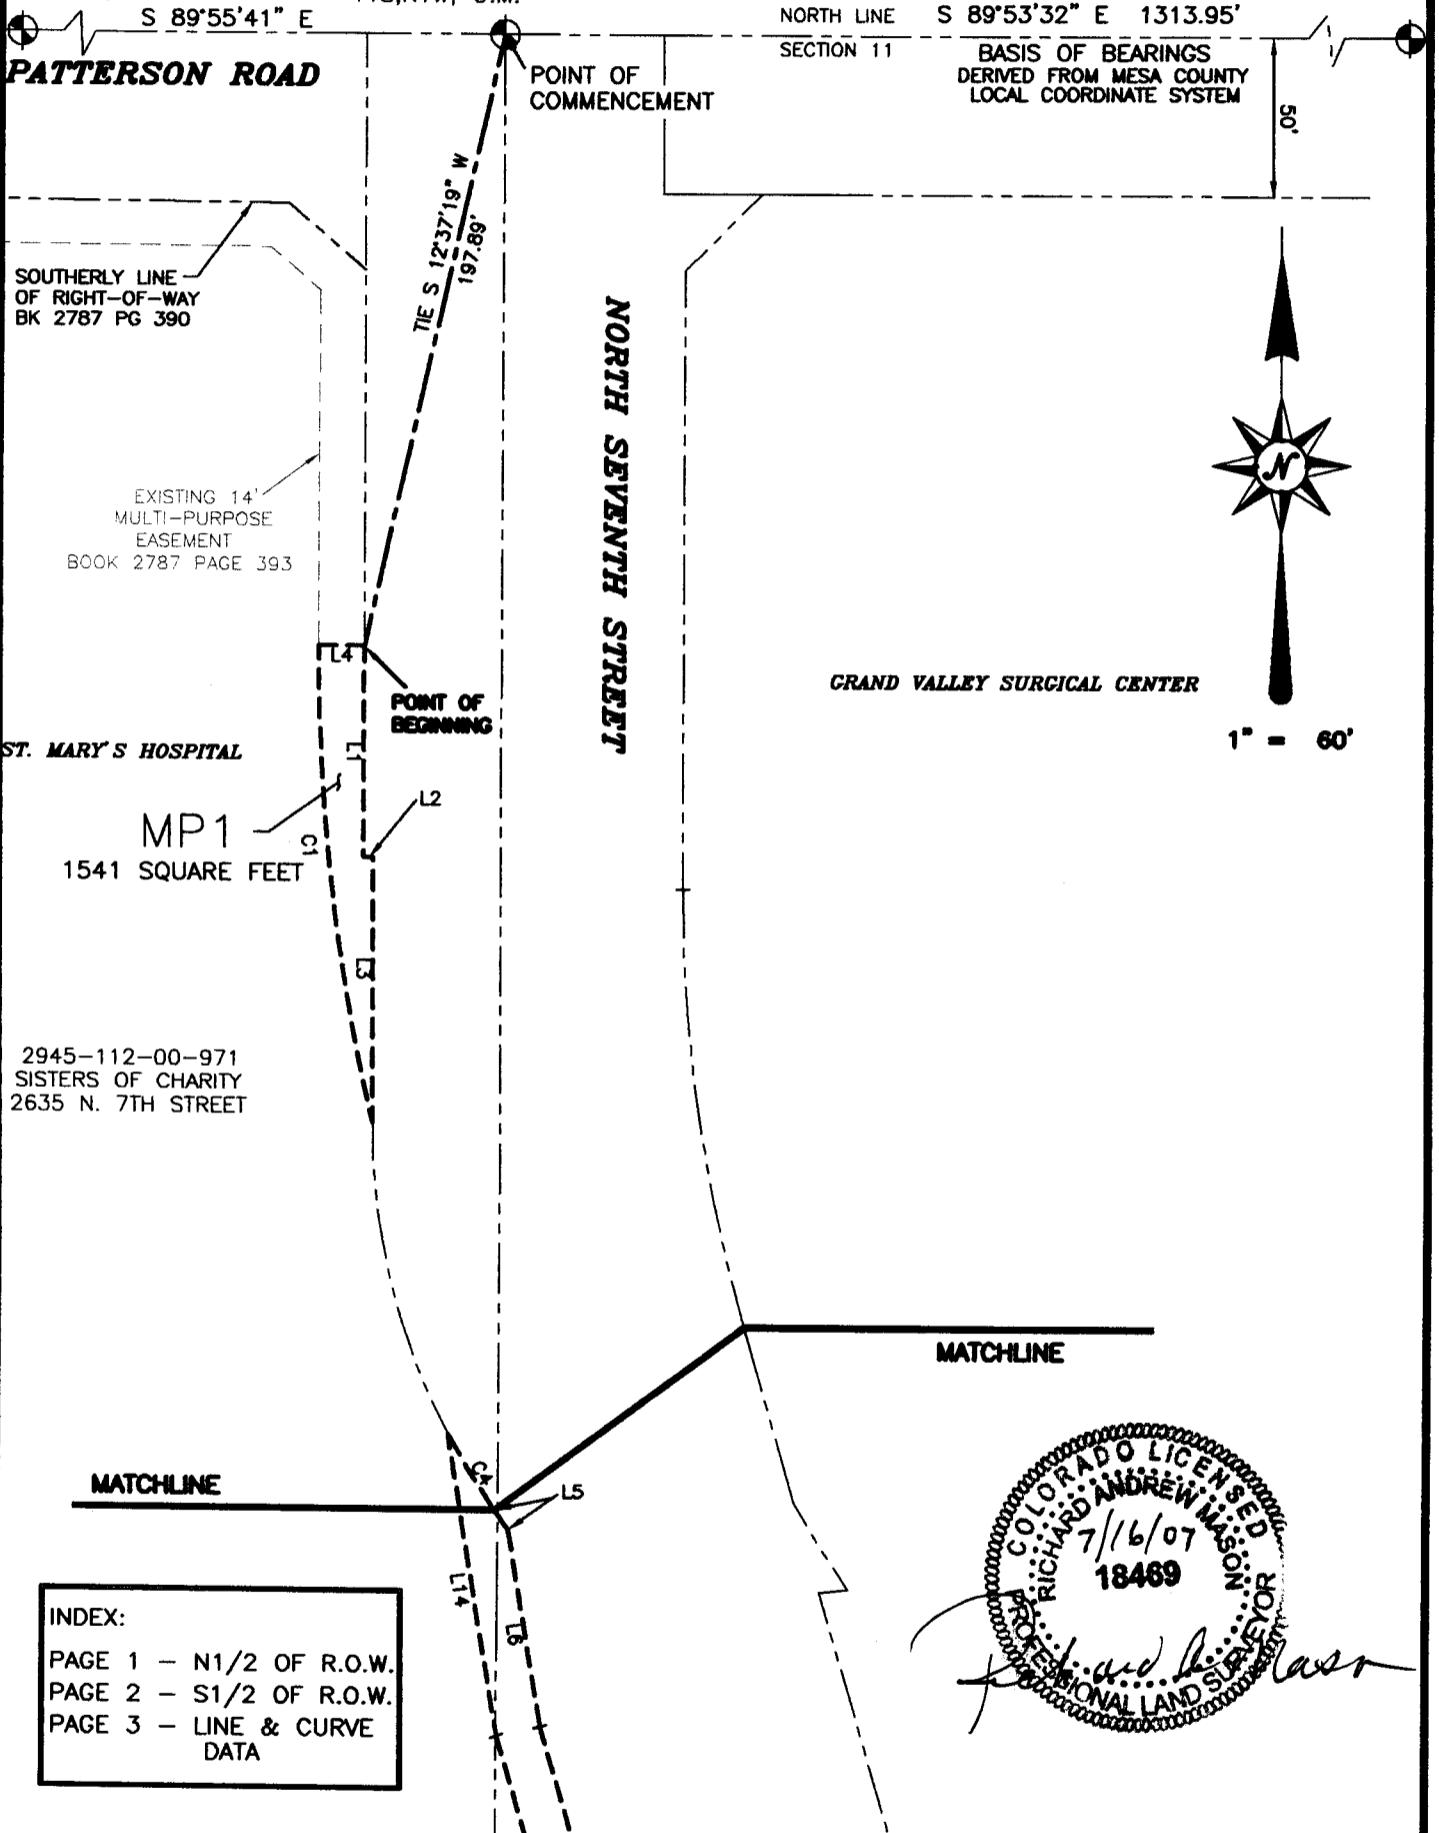 S 89°55'41" E
NORTH LINE S 89°53'32" E 1313.95'
SECTION 11
BASIS OF BEARINGS
DERIVED FROM MESA COUNTY
LOCAL COORDINATE SYSTEM
PATTERSON ROAD
POINT OF
COMMENCEMENT
50'
TIE S 12°37'19" W
197.89'
SOUTHERLY LINE
OF RIGHT-OF-WAY
BK 2787 PG 390
NORTH SEVENTH STREET
EXISTING 14'
MULTI-PURPOSE
EASEMENT
BOOK 2787 PAGE 393
N
L4
POINT OF
BEGINNING
GRAND VALLEY SURGICAL CENTER
1" = 60'
ST. MARY'S HOSPITAL
L1
L2
MP1
1541 SQUARE FEET
C1
L3
2945-112-00-971
SISTERS OF CHARITY
2635 N. 7TH STREET
MATCHLINE
MATCHLINE
C4
L5
L14
L6
COLORADO LICENSED
RICHARD ANDREW MASON
7/16/07
18469
PROFESSIONAL LAND SURVEYOR
INDEX:
PAGE 1 - N1/2 OF R.O.W.
PAGE 2 - S1/2 OF R.O.W.
PAGE 3 - LINE & CURVE
DATA